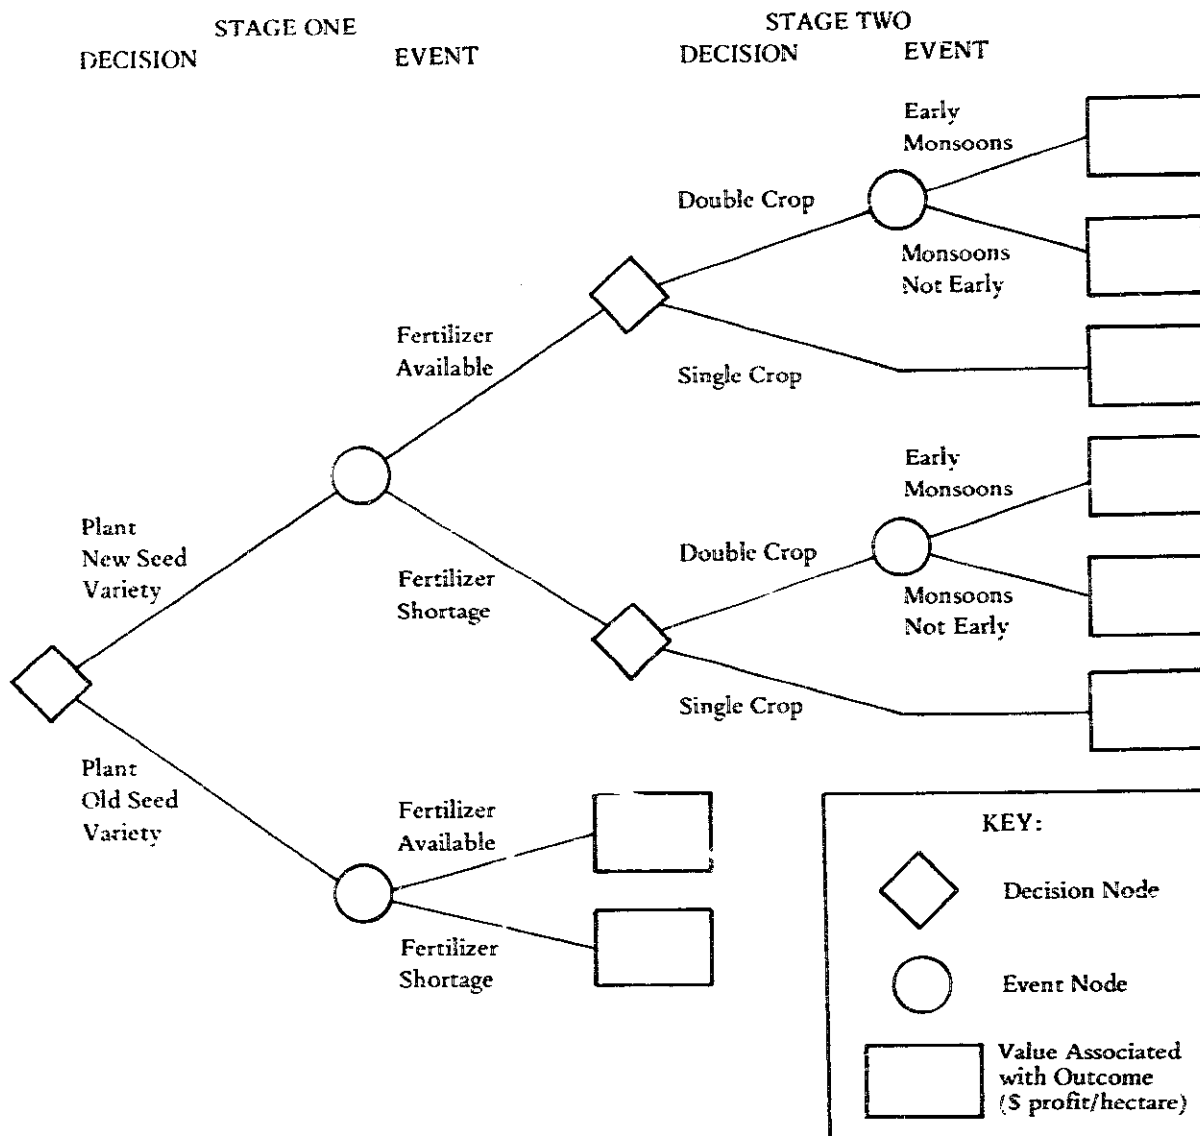 STAGE ONE
STAGE TWO
DECISION
EVENT
DECISION
EVENT
Early
Monsoons
Double Crop
Monsoons
Not Early
Fertilizer
Available
Single Crop
Early
Monsoons
Plant
New Seed
Variety
Double Crop
Fertilizer
Shortage
Monsoons
Not Early
Single Crop
Plant
Old Seed
Variety
Fertilizer
Available
Fertilizer
Shortage
KEY:
Decision Node
Event Node
Value Associated
with Outcome
($ profit/hectare)